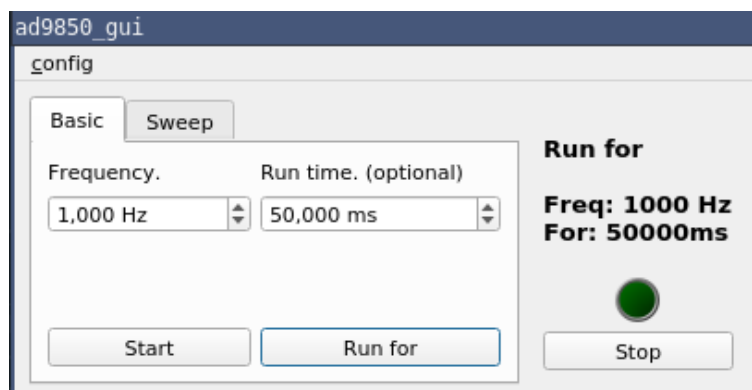 ad9850_gui
config
Basic
Sweep
Frequency.
Run time. (optional)
1,000 Hz
50,000 ms
Start
Run for
Run for
Freq: 1000 Hz
For: 50000ms
Stop